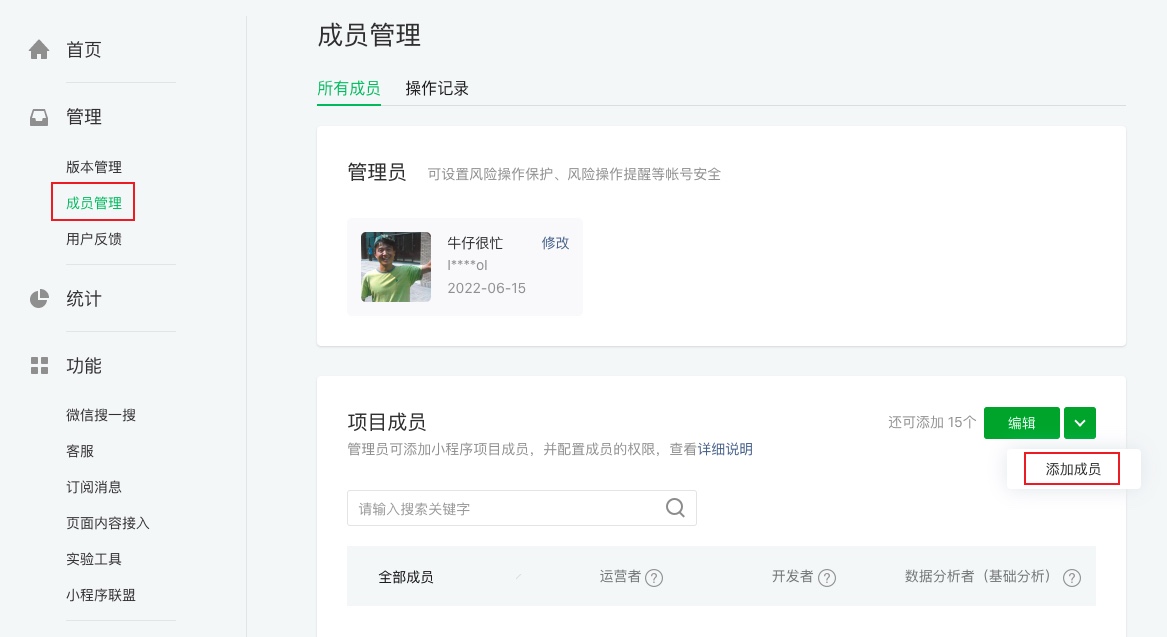 首页
管理
版本管理
成员管理
用户反馈
统计
功能
微信搜一搜
客服
订阅消息
页面内容接入
实验工具
小程序联盟
成员管理
所有成员 操作记录
管理员 可设置风险操作保护、风险操作提醒等帐号安全
牛仔很忙 修改
l****ol
2022-06-15
项目成员 还可添加 15个 编辑
管理员可添加小程序项目成员，并配置成员的权限，查看详细说明
添加成员
请输入搜索关键字
全部成员 运营者 ? 开发者 ? 数据分析者（基础分析） ?